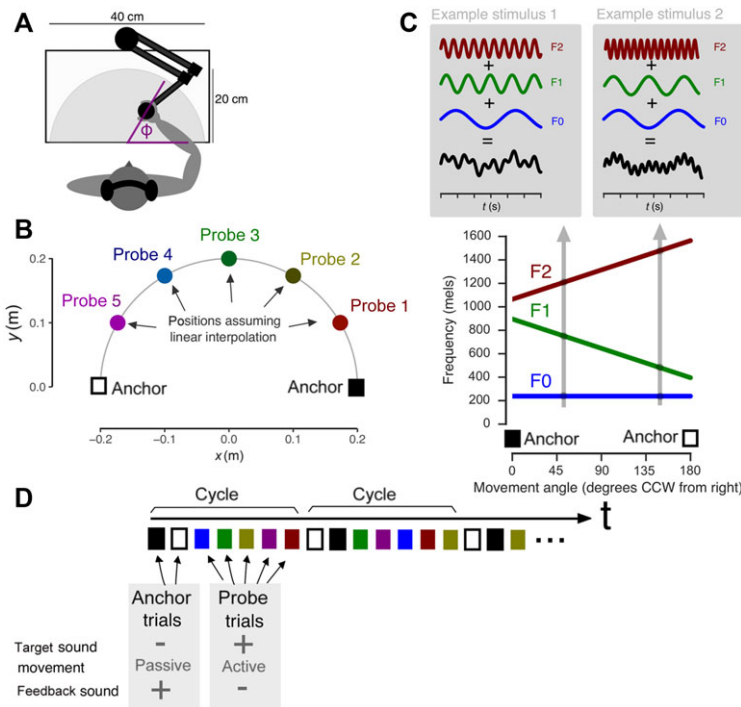 A
40 cm
20 cm
Φ
B
Probe 1
Probe 2
Probe 3
Probe 4
Probe 5
Positions assuming
linear interpolation
Anchor
Anchor
y (m)
0.2
0.1
0.0
−0.2
−0.1
0.0
0.1
0.2
x (m)
C
Example stimulus 1
F2
+
F1
+
F0
=
t (s)
Example stimulus 2
F2
+
F1
+
F0
=
t (s)
Frequency (mels)
1600
1400
1200
1000
800
600
400
200
0
F2
F1
F0
Anchor
Anchor
0
45
90
135
180
Movement angle (degrees CCW from right)
D
Cycle
Cycle
t
...
Anchor
trials
Probe
trials
Target sound
-
+
movement
Passive
Active
Feedback sound
+
-